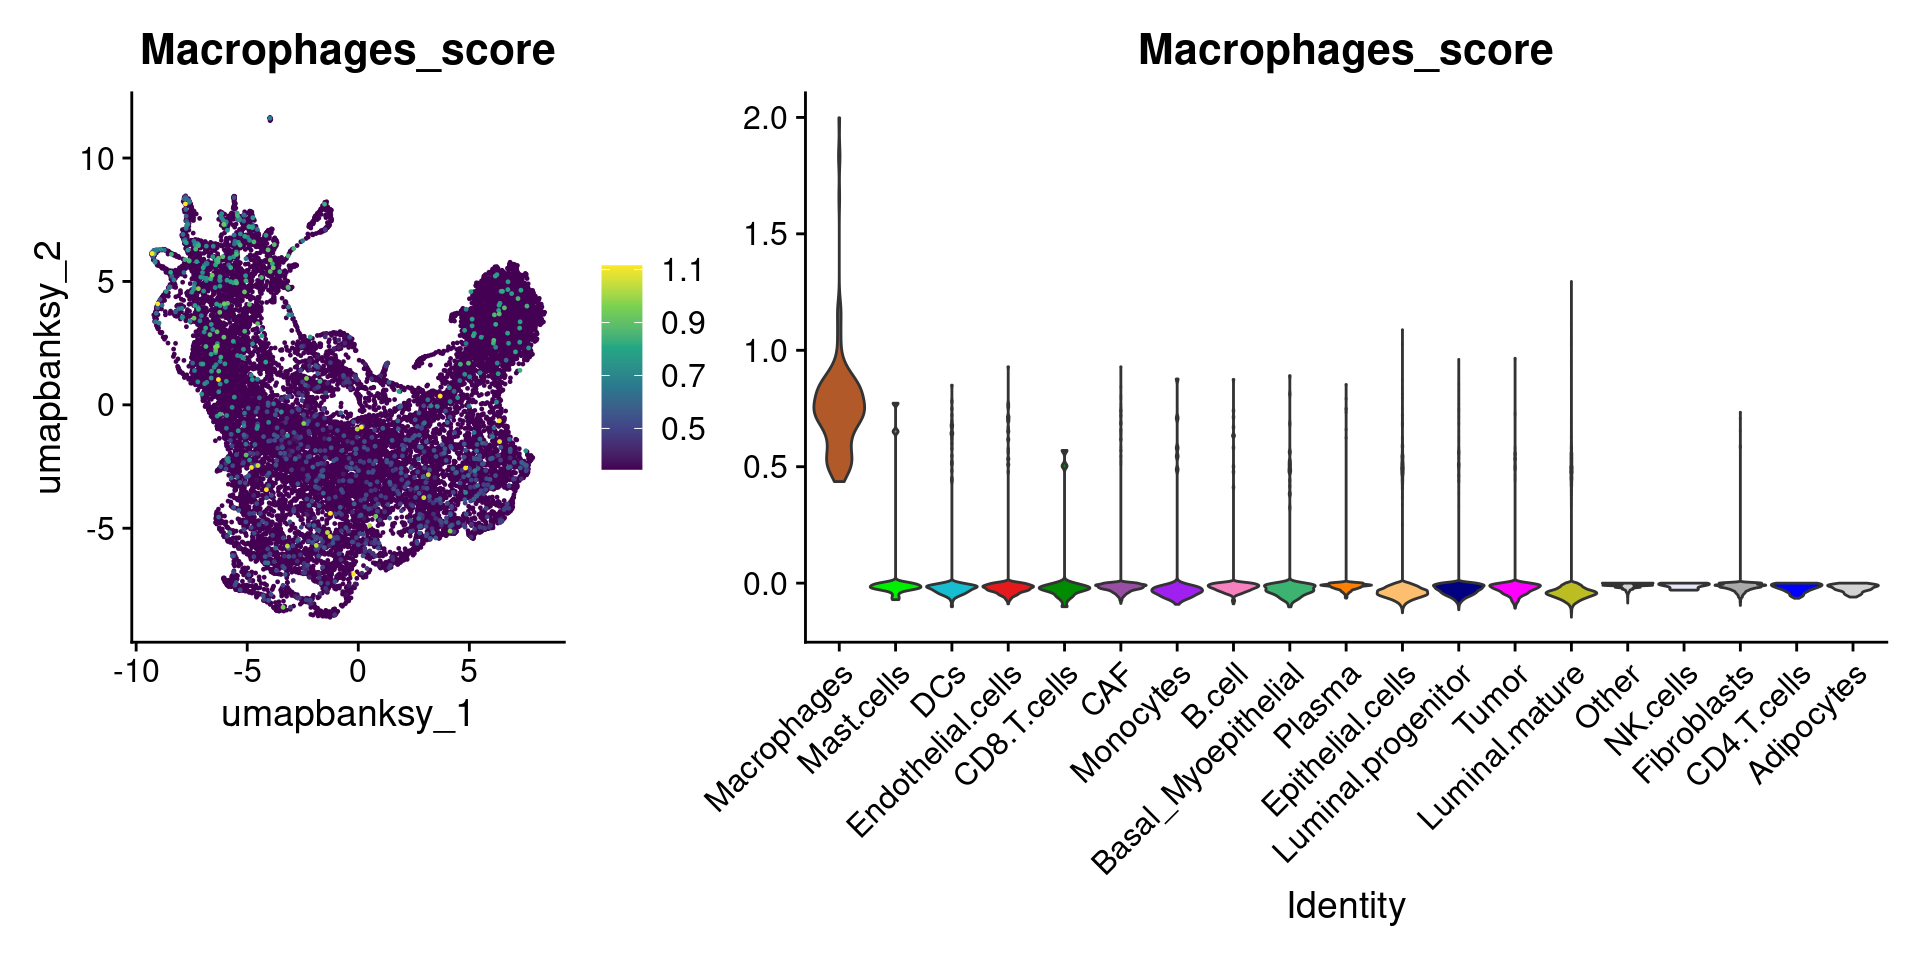 Macrophages_score
umapbanksy_2
10
5
0
-5
-10
-5
0
5
umapbanksy_1
1.1
0.9
0.7
0.5
Macrophages_score
2.0
1.5
1.0
0.5
0.0
Macrophages
Mast.cells
DCs
Endothelial.cells
CD8.T.cells
CAF
Monocytes
B.cell
Basal_Myoepithelial
Plasma
Epithelial.cells
Luminal.progenitor
Tumor
Luminal.mature
Other
NK.cells
Fibroblasts
CD4.T.cells
Adipocytes
Identity